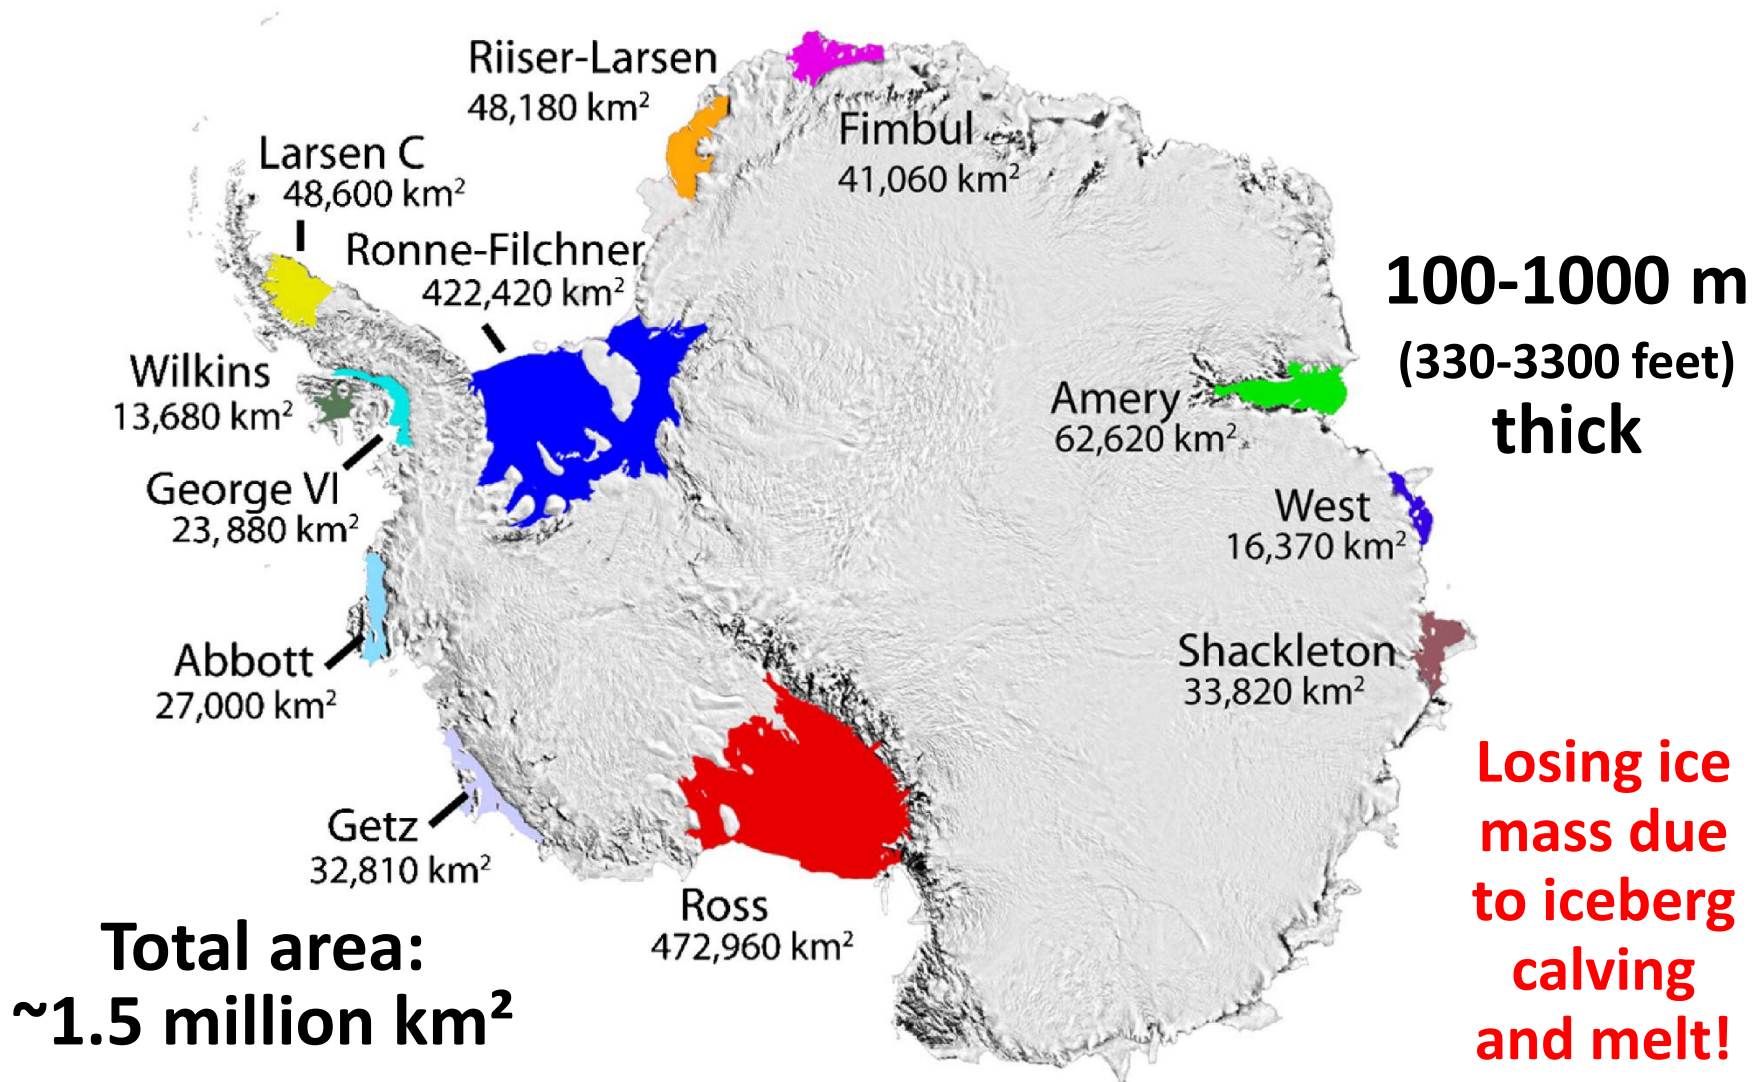 Riiser-Larsen
48,180 km²
Fimbul
41,060 km²
Larsen C
48,600 km²
Ronne-Filchner
422,420 km²
100-1000 m
(330-3300 feet)
thick
Wilkins
13,680 km²
Amery
62,620 km²
George VI
23,880 km²
West
16,370 km²
Abbott
27,000 km²
Shackleton
33,820 km²
Getz
32,810 km²
Ross
472,960 km²
Losing ice
mass due
to iceberg
calving
and melt!
Total area:
~1.5 million km²